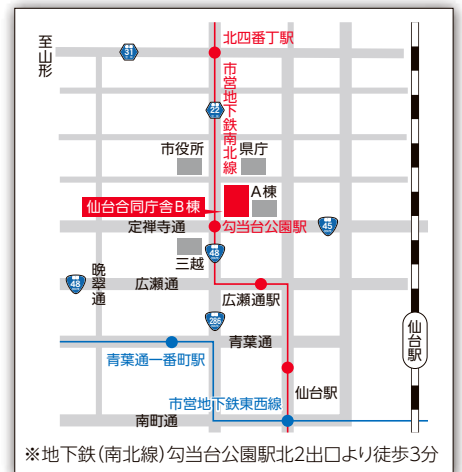 北四番丁駅
至山形
31
市営地下鉄南北線
22
市役所
県庁
A棟
仙台合同庁舎B棟
定禅寺通
勾当台公園駅
45
三越
48
晩翠通
48
広瀬通
広瀬通駅
286
青葉通
仙台駅
青葉通一番町駅
仙台駅
市営地下鉄東西線
南町通
※地下鉄(南北線)勾当台公園駅北2出口より徒歩3分